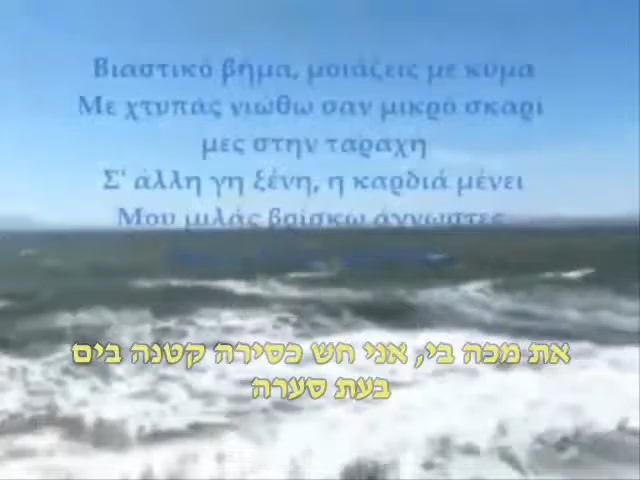 Βιαστικό βήμα, μοιάζεις με κύμα
Με χτυπάς νιώθω σαν μικρό σκαρί
μες στην ταραχή
Σ' άλλη γη ξένη, η καρδιά μένει
Μου μιλάς βρίσκω άγνωστες
את מכה בי, אני חש כסירה קטנה בים
בעת סערה